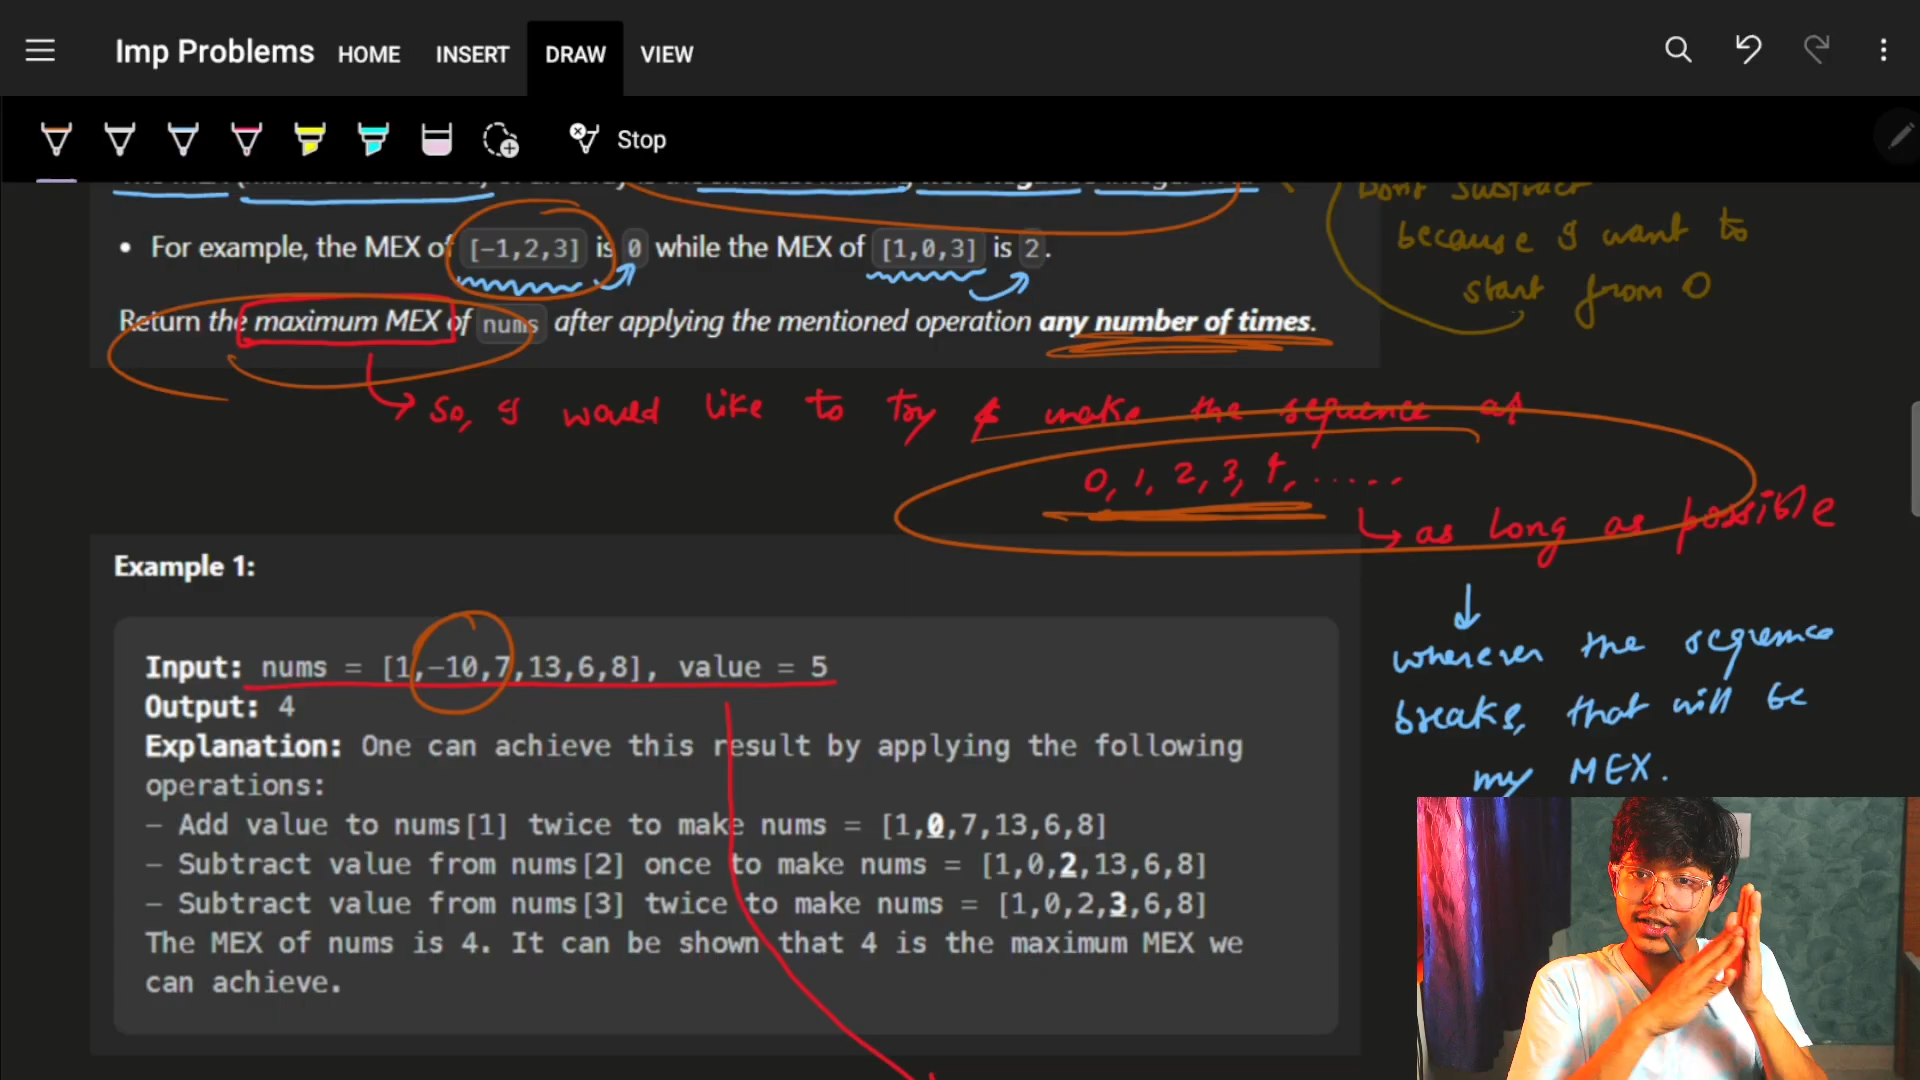 Imp Problems HOME INSERT DRAW VIEW
Stop
Don't subtract
because I want to
start from 0
• For example, the MEX of [-1,2,3] is 0 while the MEX of [1,0,3] is 2.
Return the maximum MEX of nums after applying the mentioned operation any number of times.
So, I would like to try & make the sequence as
0, 1, 2, 3, 4, .....
as long as possible
wherever the sequence
breaks, that will be
my MEX.
Example 1:
Input: nums = [1,-10,7,13,6,8], value = 5
Output: 4
Explanation: One can achieve this result by applying the following
operations:
- Add value to nums[1] twice to make nums = [1,0,7,13,6,8]
- Subtract value from nums[2] once to make nums = [1,0,2,13,6,8]
- Subtract value from nums[3] twice to make nums = [1,0,2,3,6,8]
The MEX of nums is 4. It can be shown that 4 is the maximum MEX we
can achieve.